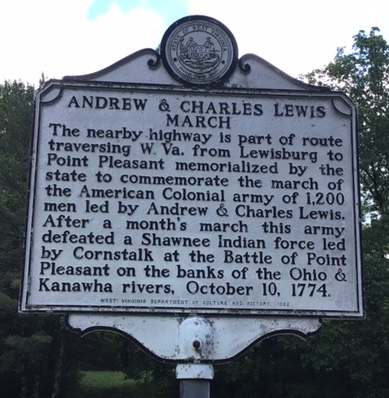 ANDREW & CHARLES LEWIS
MARCH
The nearby highway is part of route
traversing W. Va. from Lewisburg to
Point Pleasant memorialized by the
state to commemorate the march of
the American Colonial army of 1,200
men led by Andrew & Charles Lewis.
After a month's march this army
defeated a Shawnee Indian force led
by Cornstalk at the Battle of Point
Pleasant on the banks of the Ohio &
Kanawha rivers, October 10, 1774.
WEST VIRGINIA DEPARTMENT OF CULTURE AND HISTORY, 1982